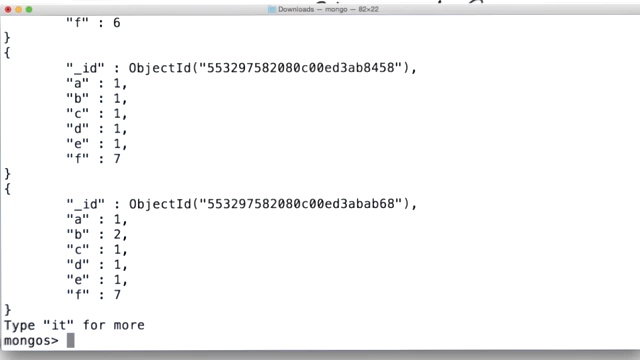 Downloads — mongo — 82×22
"f" : 6
}
{
"_id" : ObjectId("553297582080c00ed3ab8458"),
"a" : 1,
"b" : 1,
"c" : 1,
"d" : 1,
"e" : 1,
"f" : 7
}
{
"_id" : ObjectId("553297582080c00ed3abab68"),
"a" : 1,
"b" : 2,
"c" : 1,
"d" : 1,
"e" : 1,
"f" : 7
}
Type "it" for more
mongos>